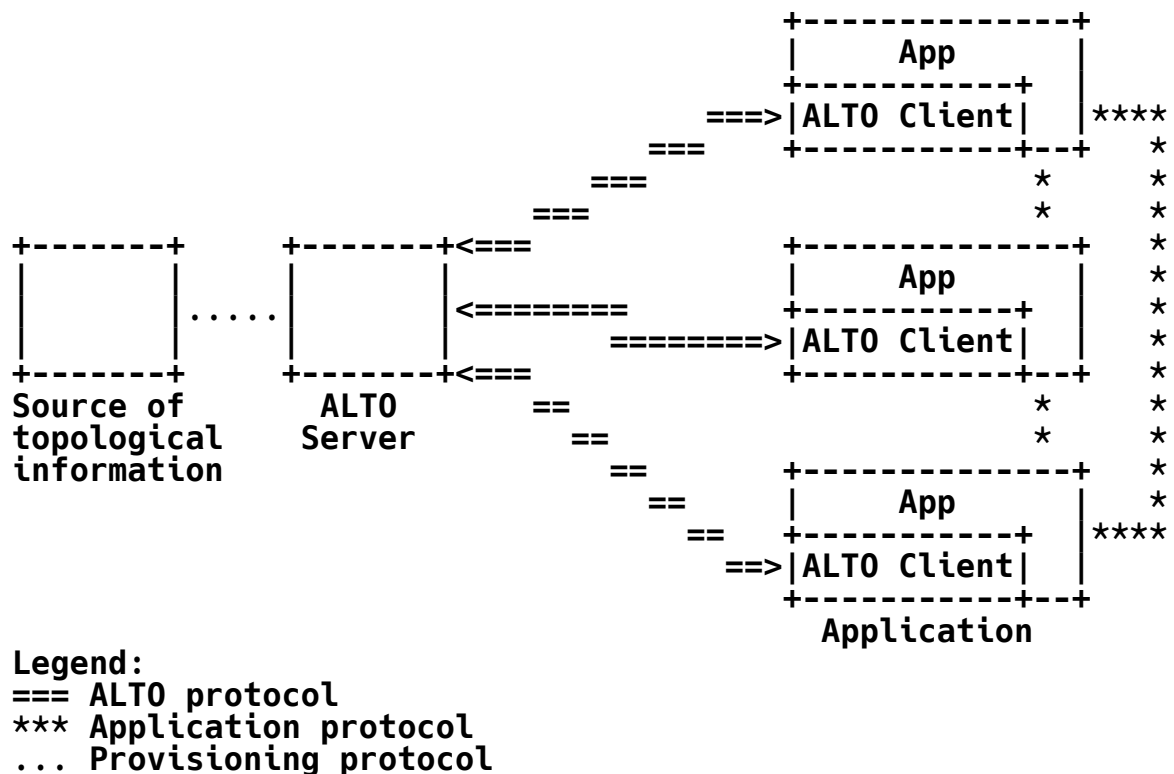 App
ALTO Client
App
ALTO Client
Source of ALTO
topological Server
information
App
ALTO Client
Application
Legend:
=== ALTO protocol
*** Application protocol
... Provisioning protocol